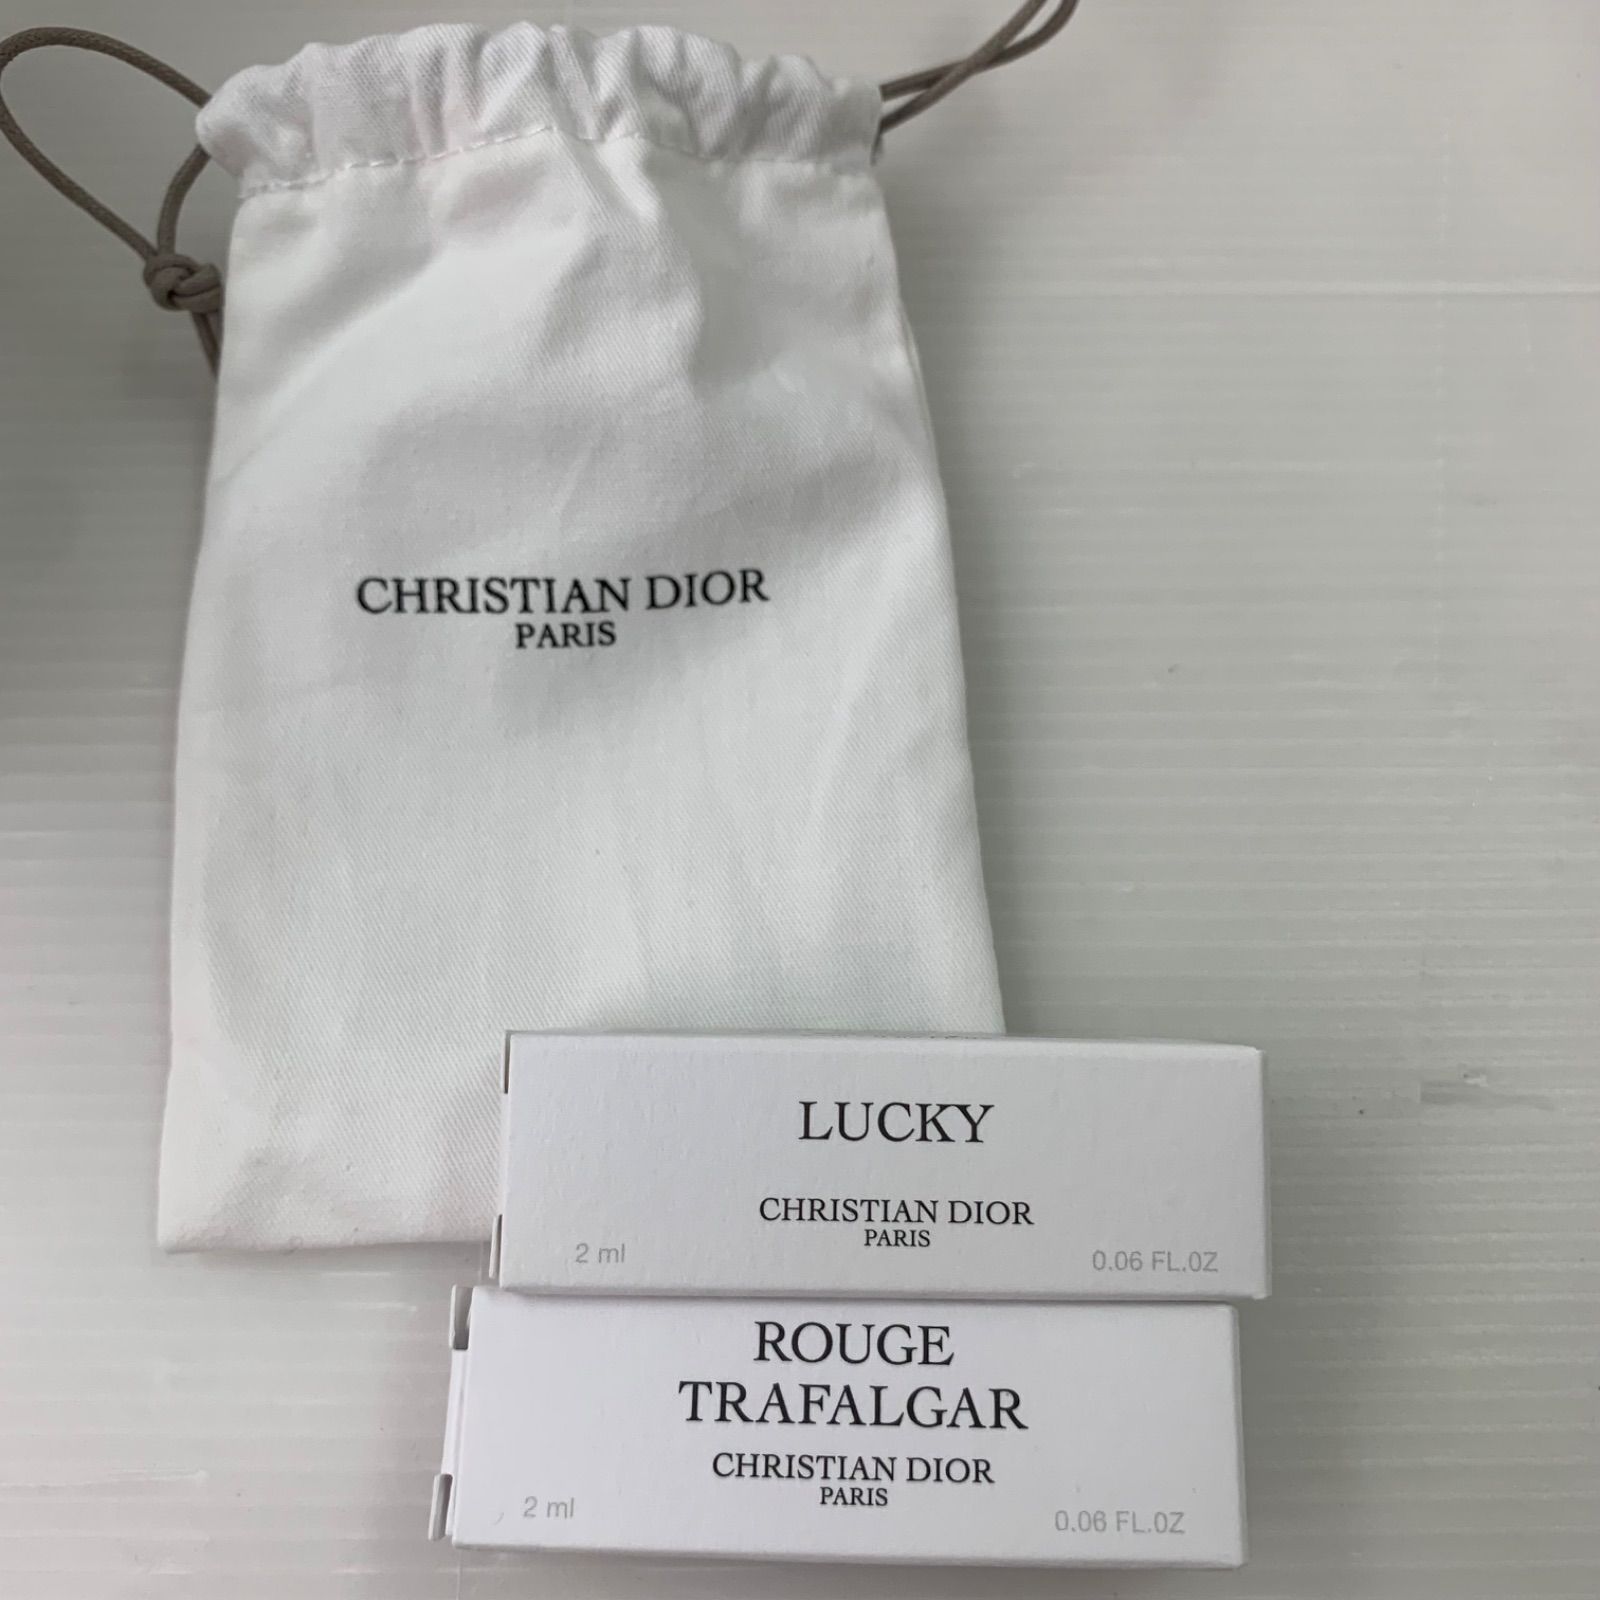 CHRISTIAN DIOR
PARIS
LUCKY
CHRISTIAN DIOR
PARIS
2 ml
0.06 FL.OZ
ROUGE
TRAFALGAR
CHRISTIAN DIOR
PARIS
2 ml
0.06 FL.OZ